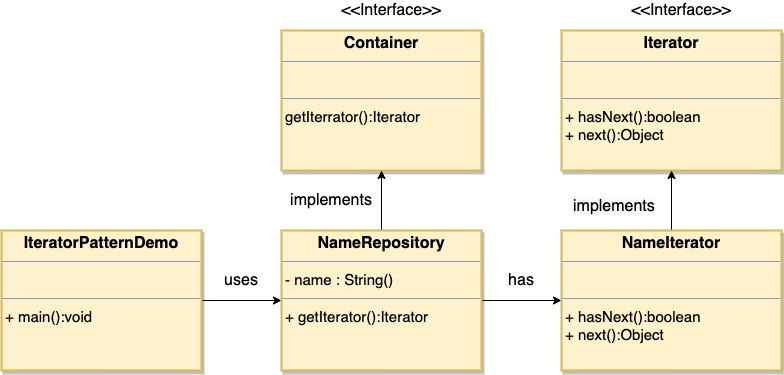 <<Interface>>
Container
getIterrator():Iterator
<<Interface>>
Iterator
+ hasNext():boolean
+ next():Object
implements
implements
IteratorPatternDemo
+ main():void
uses
NameRepository
- name : String()
+ getIterator():Iterator
has
NameIterator
+ hasNext():boolean
+ next():Object